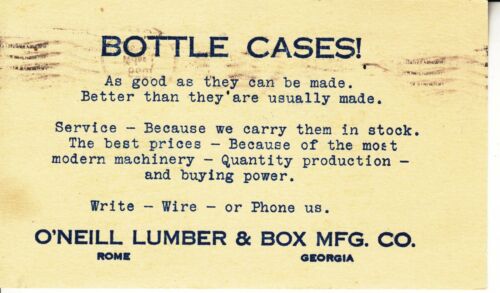 BOTTLE CASES!
As good as they can be made.
Better than they are usually made.
Service - Because we carry them in stock.
The best prices - Because of the most
modern machinery - Quantity production -
and buying power.
Write - Wire - or Phone us.
O'NEILL LUMBER & BOX MFG. CO.
ROME GEORGIA